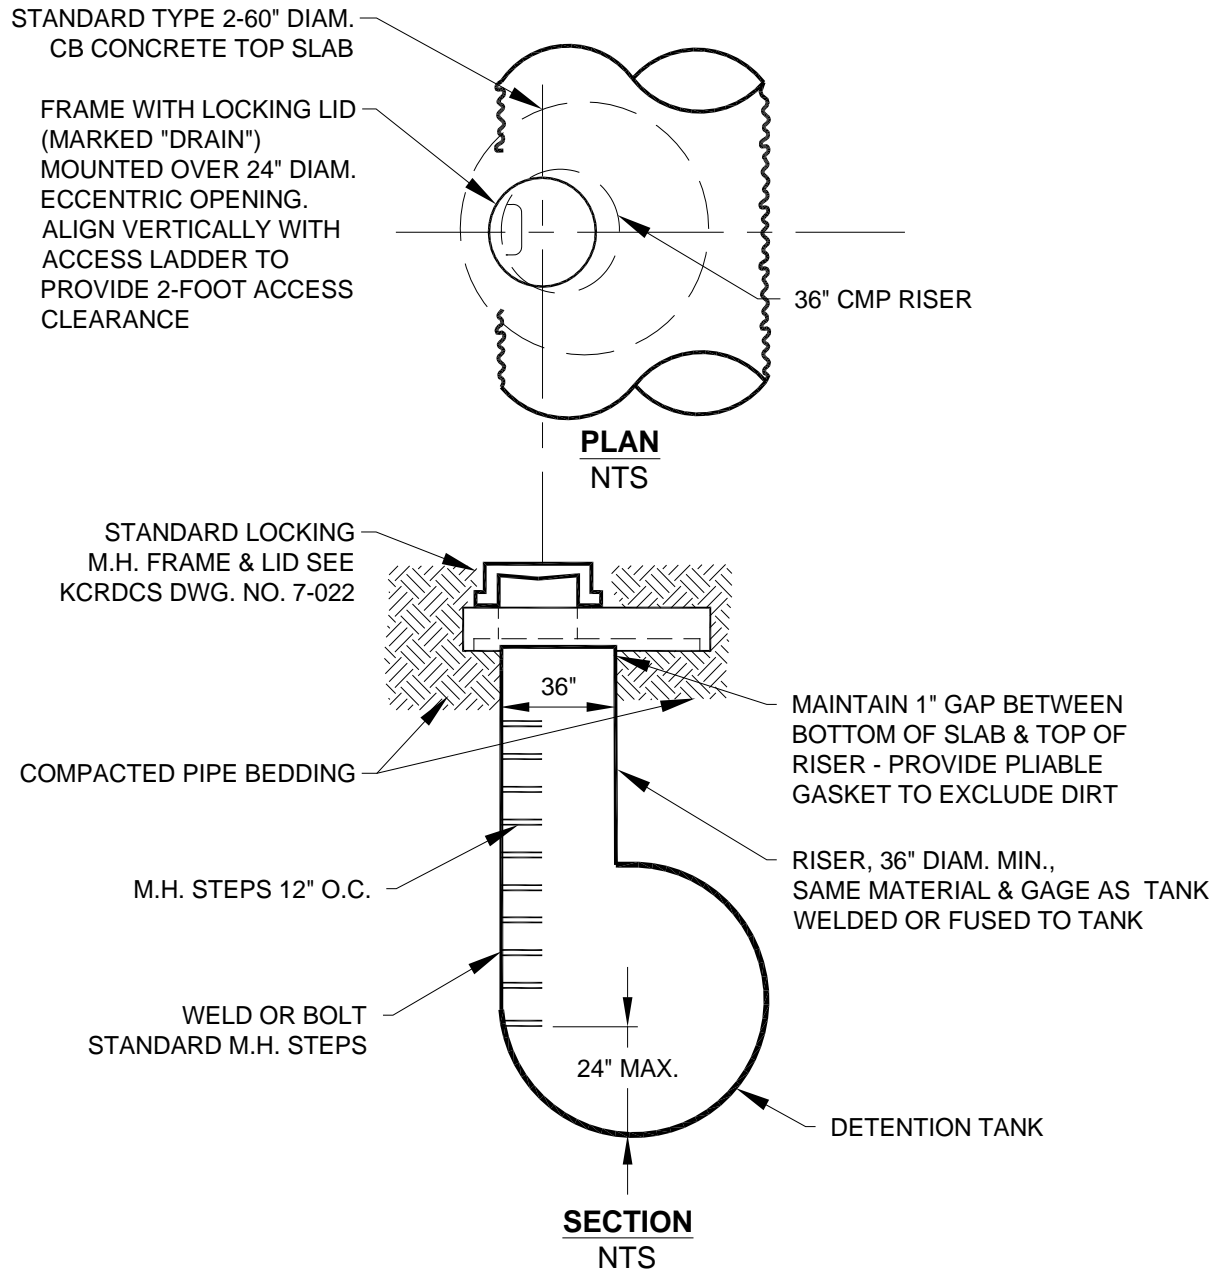 STANDARD TYPE 2-60" DIAM.
CB CONCRETE TOP SLAB
FRAME WITH LOCKING LID
(MARKED "DRAIN")
MOUNTED OVER 24" DIAM.
ECCENTRIC OPENING.
ALIGN VERTICALLY WITH
ACCESS LADDER TO
PROVIDE 2-FOOT ACCESS
CLEARANCE
36" CMP RISER
PLAN
NTS
STANDARD LOCKING
M.H. FRAME & LID SEE
KCRDCS DWG. NO. 7-022
36"
MAINTAIN 1" GAP BETWEEN
BOTTOM OF SLAB & TOP OF
RISER - PROVIDE PLIABLE
GASKET TO EXCLUDE DIRT
COMPACTED PIPE BEDDING
M.H. STEPS 12" O.C.
RISER, 36" DIAM. MIN.,
SAME MATERIAL & GAGE AS TANK
WELDED OR FUSED TO TANK
WELD OR BOLT
STANDARD M.H. STEPS
24" MAX.
DETENTION TANK
SECTION
NTS